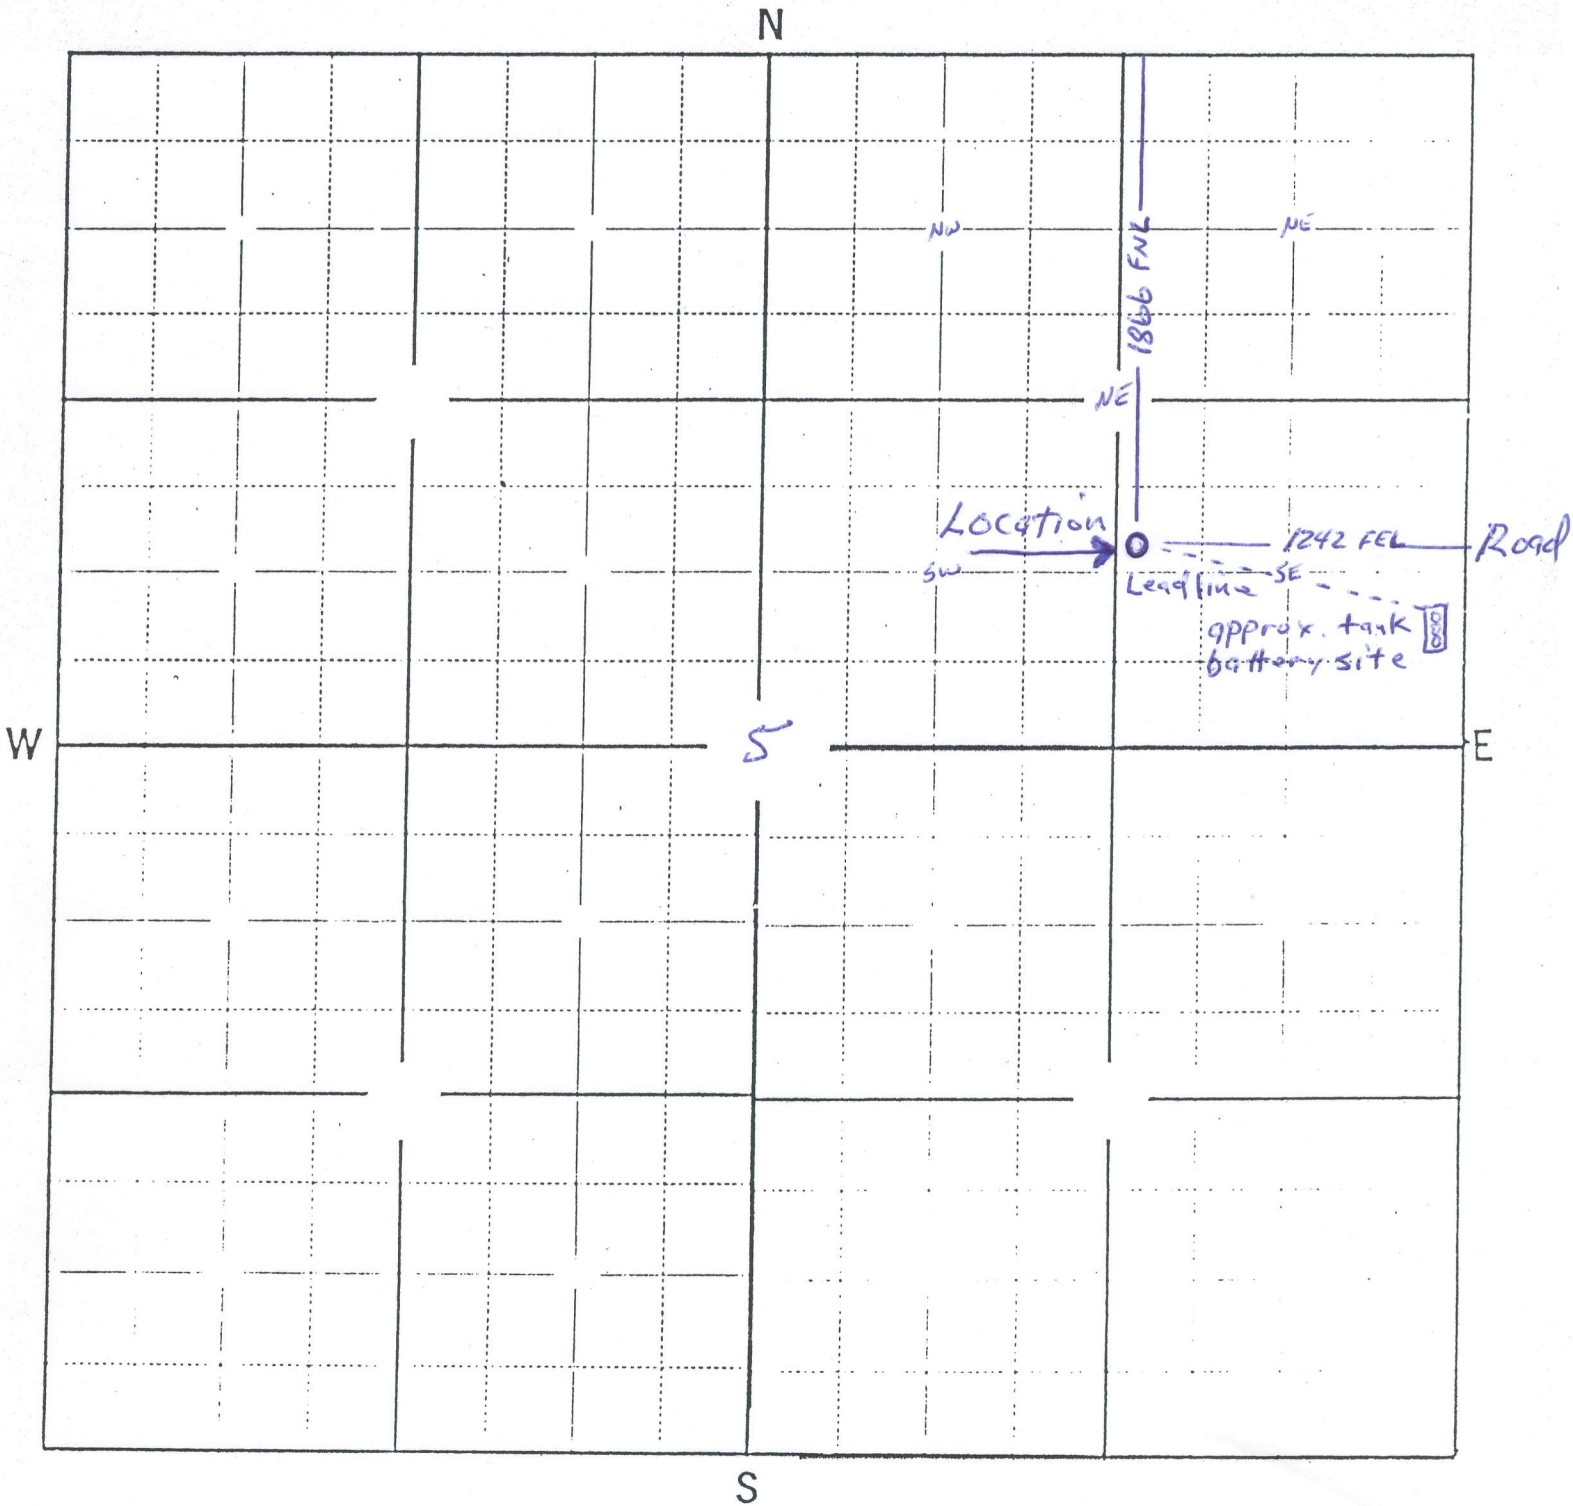 N
NW
NE
1866 FNL
NE
Location
1242 FEL
Road
SW
SE
Leadline
approx. tank
battery site
W
5
E
S